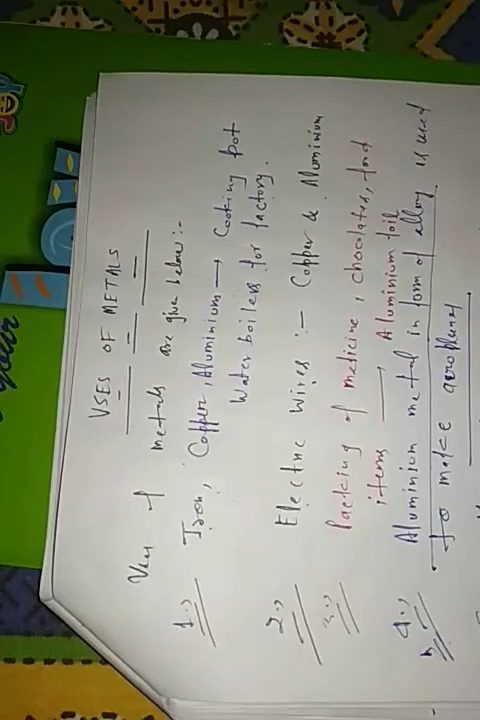 USES OF METALS
Uses of metals are give below:-
1.) Iron, Copper, Aluminium → Cooking pot
Water boilers for factory.
2.) Electric wires :- Copper & Aluminium
3.) Packing of medicine, chocolates, food
items → Aluminium foil
4.) Aluminium metal in form of alloy is used
to make aeroplanes
your